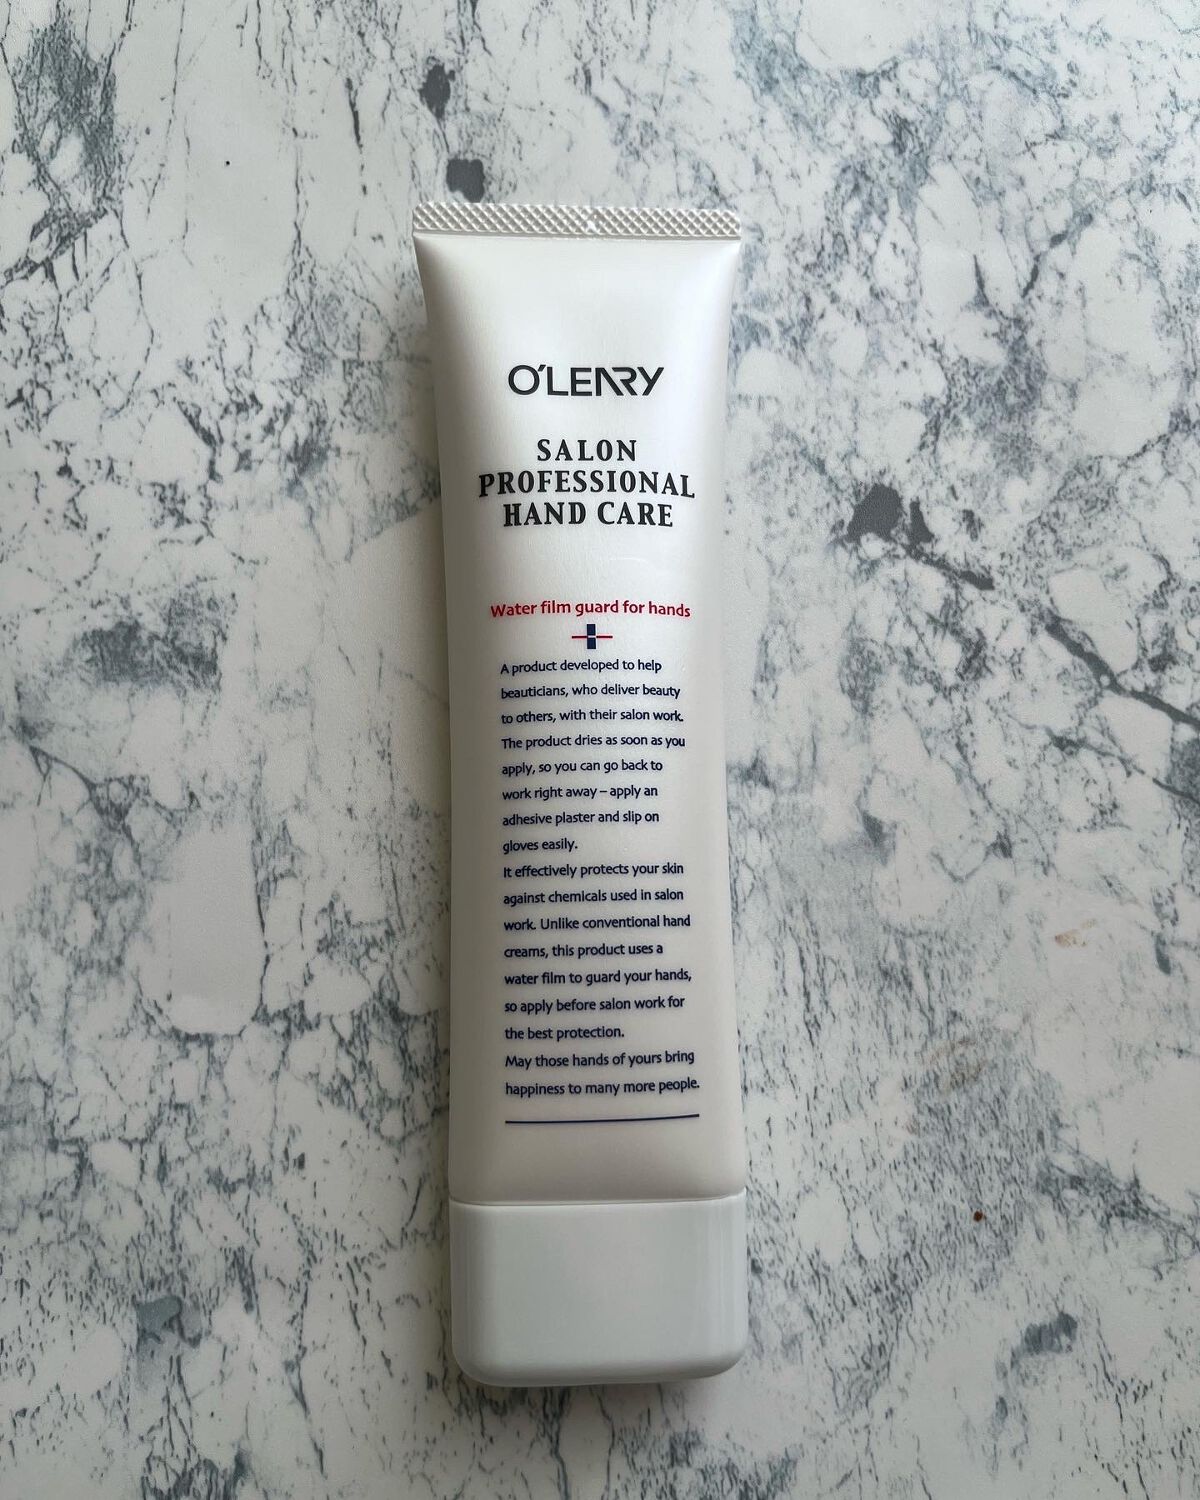 O'LEARY
SALON
PROFESSIONAL
HAND CARE
Water film guard for hands
A product developed to help
beauticians, who deliver beauty
to others, with their salon work.
The product dries as soon as you
apply, so you can go back to
work right away – apply an
adhesive plaster and slip on
gloves easily.
It effectively protects your skin
against chemicals used in salon
work. Unlike conventional hand
creams, this product uses a
water film to guard your hands,
so apply before salon work for
the best protection.
May those hands of yours bring
happiness to many more people.